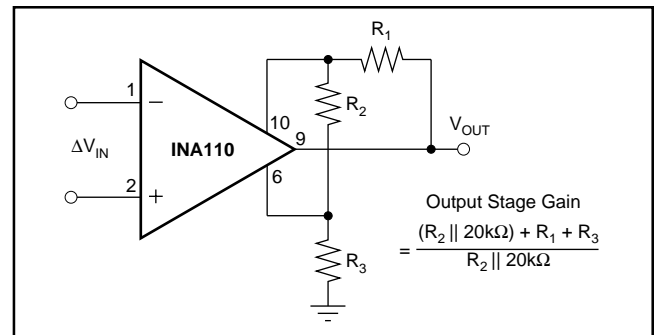 R1
1
−
10
R2
9
VOUT
ΔVIN
INA110
6
2
+
Output Stage Gain
= (R2 || 20kΩ) + R1 + R3
R2 || 20kΩ
R3